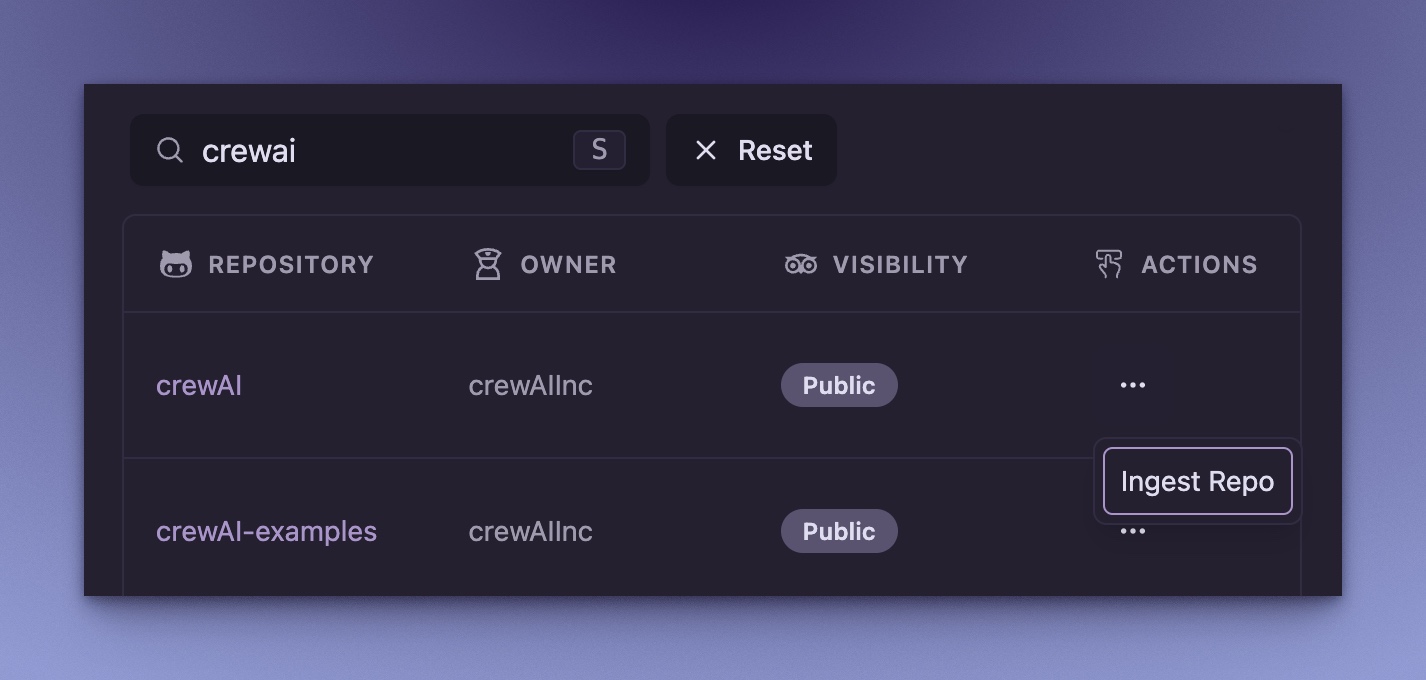 crewai S Reset
REPOSITORY OWNER VISIBILITY ACTIONS
crewAI crewAIInc Public ...
Ingest Repo
crewAI-examples crewAIInc Public ...